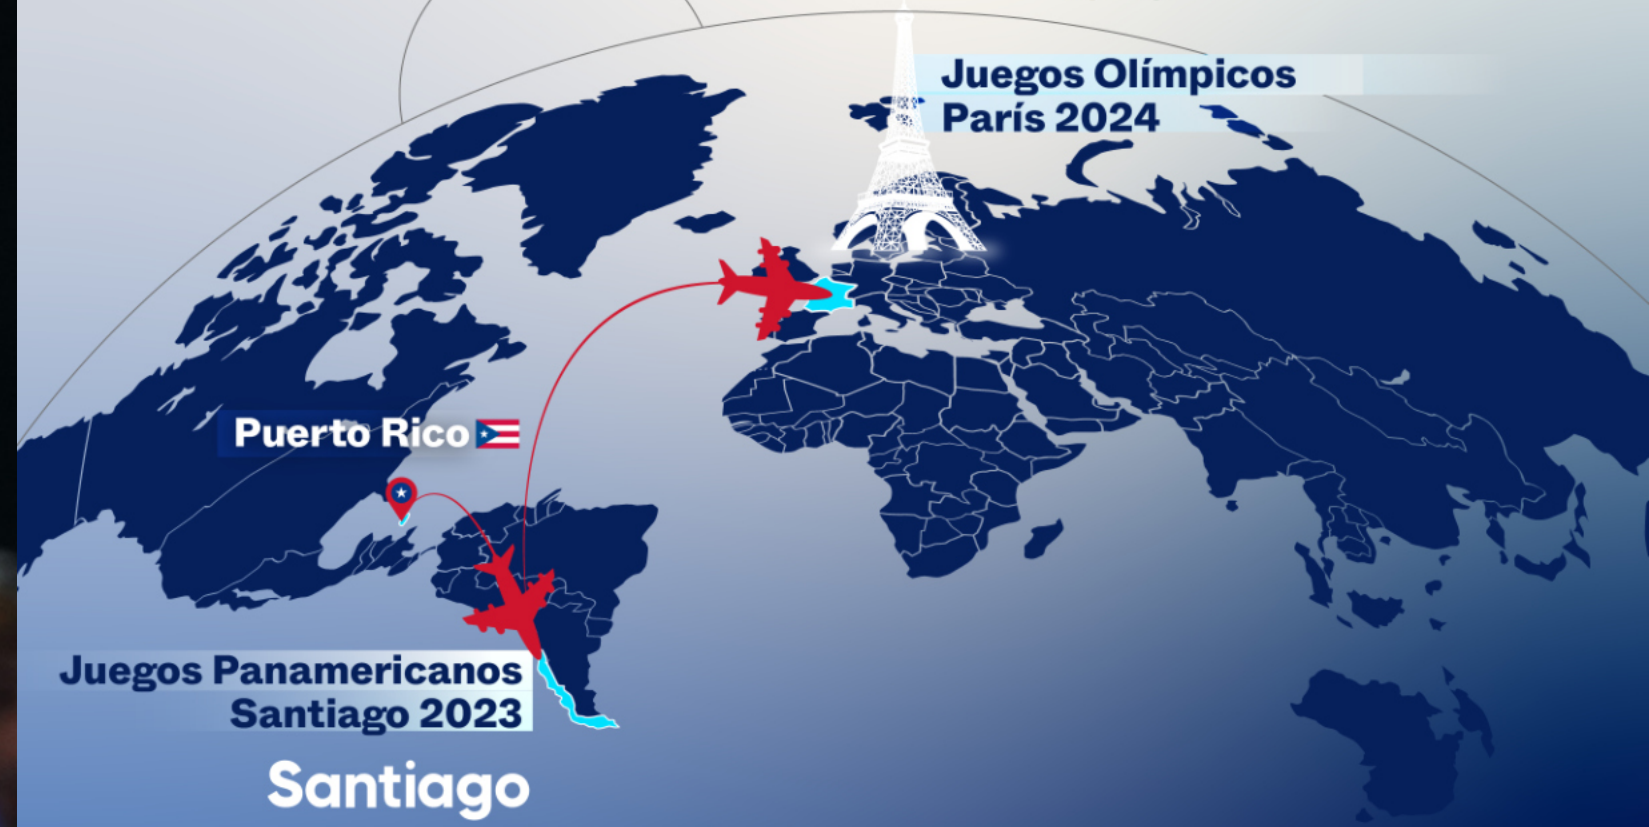 Juegos Olímpicos
París 2024
Puerto Rico
Juegos Panamericanos
Santiago 2023
Santiago